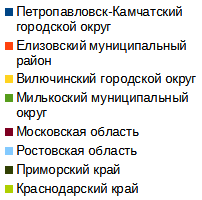 Петропавловск-Камчатский
городской округ
Елизовский муниципальный
район
Вилючинский городской округ
Милькоский муниципальный
округ
Московская область
Ростовская область
Приморский край
Краснодарский край